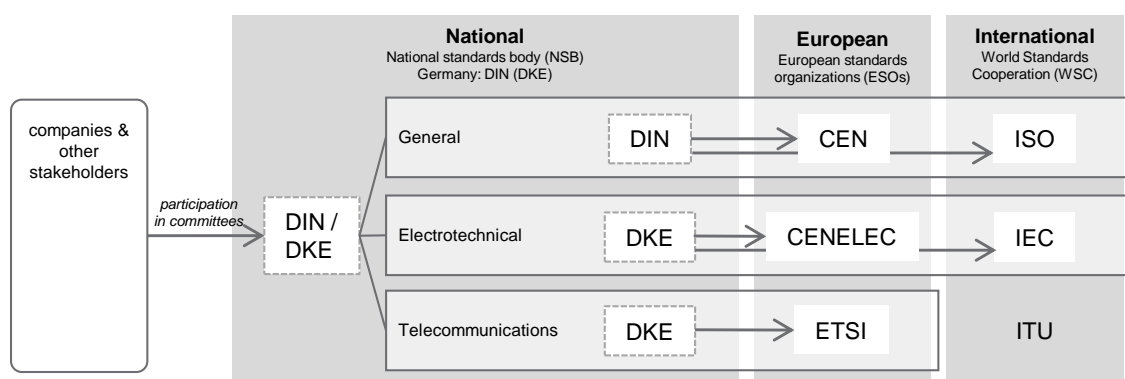 National
National standards body (NSB)
Germany: DIN (DKE)
European
European standards
organizations (ESOs)
International
World Standards
Cooperation (WSC)
companies &
other
stakeholders
participation
in committees
DIN /
DKE
General
DIN
CEN
ISO
Electrotechnical
DKE
CENELEC
IEC
Telecommunications
DKE
ETSI
ITU